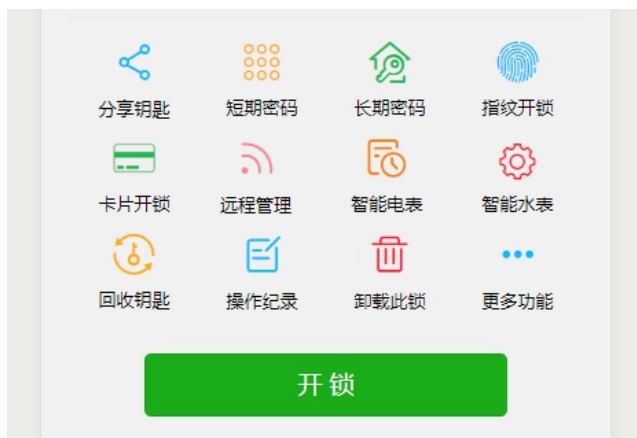 分享钥匙 短期密码 长期密码 指纹开锁
卡片开锁 远程管理 智能电表 智能水表
回收钥匙 操作纪录 卸载此锁 更多功能
开锁